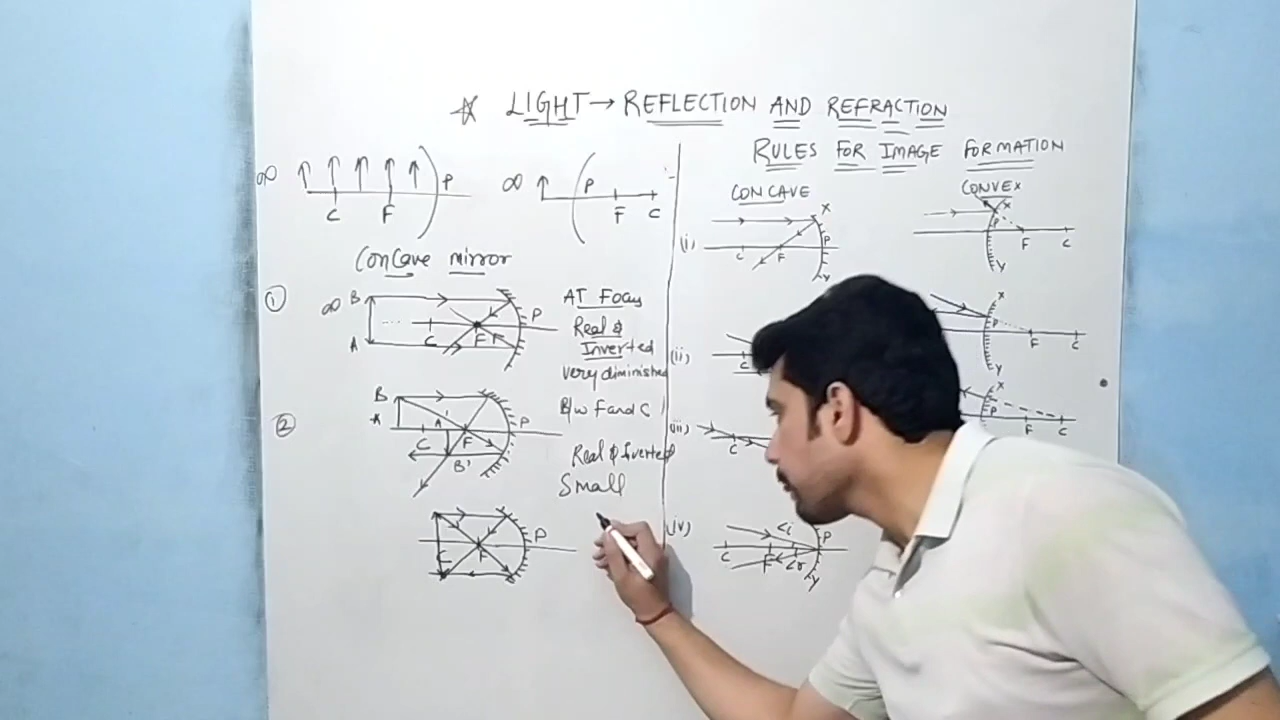 ☆ LIGHT → REFLECTION AND REFRACTION
∞ C F P
∞ P F C
Concave mirror
① ∞ B A C F P
AT Focus
Real &
Inverted
very diminished
② B A C A' F B' P
B/w F and C
Real & Inverted
Small
C F P
RULES FOR IMAGE FORMATION
CONCAVE
CONVEX
(i) C F P X Y
X P F C Y
(ii) C
X P F C Y
(iii) C
X P F C
(iv) C F <i <r P Y